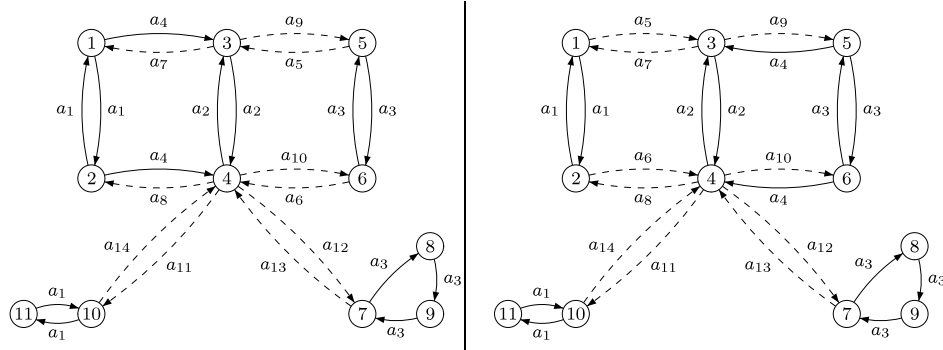 a4 a9 a5 a9
1 3 5 1 3 5
a7 a5 a7 a4
a1 a1 a2 a2 a3 a3 a1 a1 a2 a2 a3 a3
a4 a10 a6 a10
2 4 6 2 4 6
a8 a6 a8 a4
a14 a12 8 a14 a12 8
a11 a13 a3 a3 a11 a13 a3 a3
a1 a1
11 10 7 9 11 10 7 9
a1 a3 a1 a3